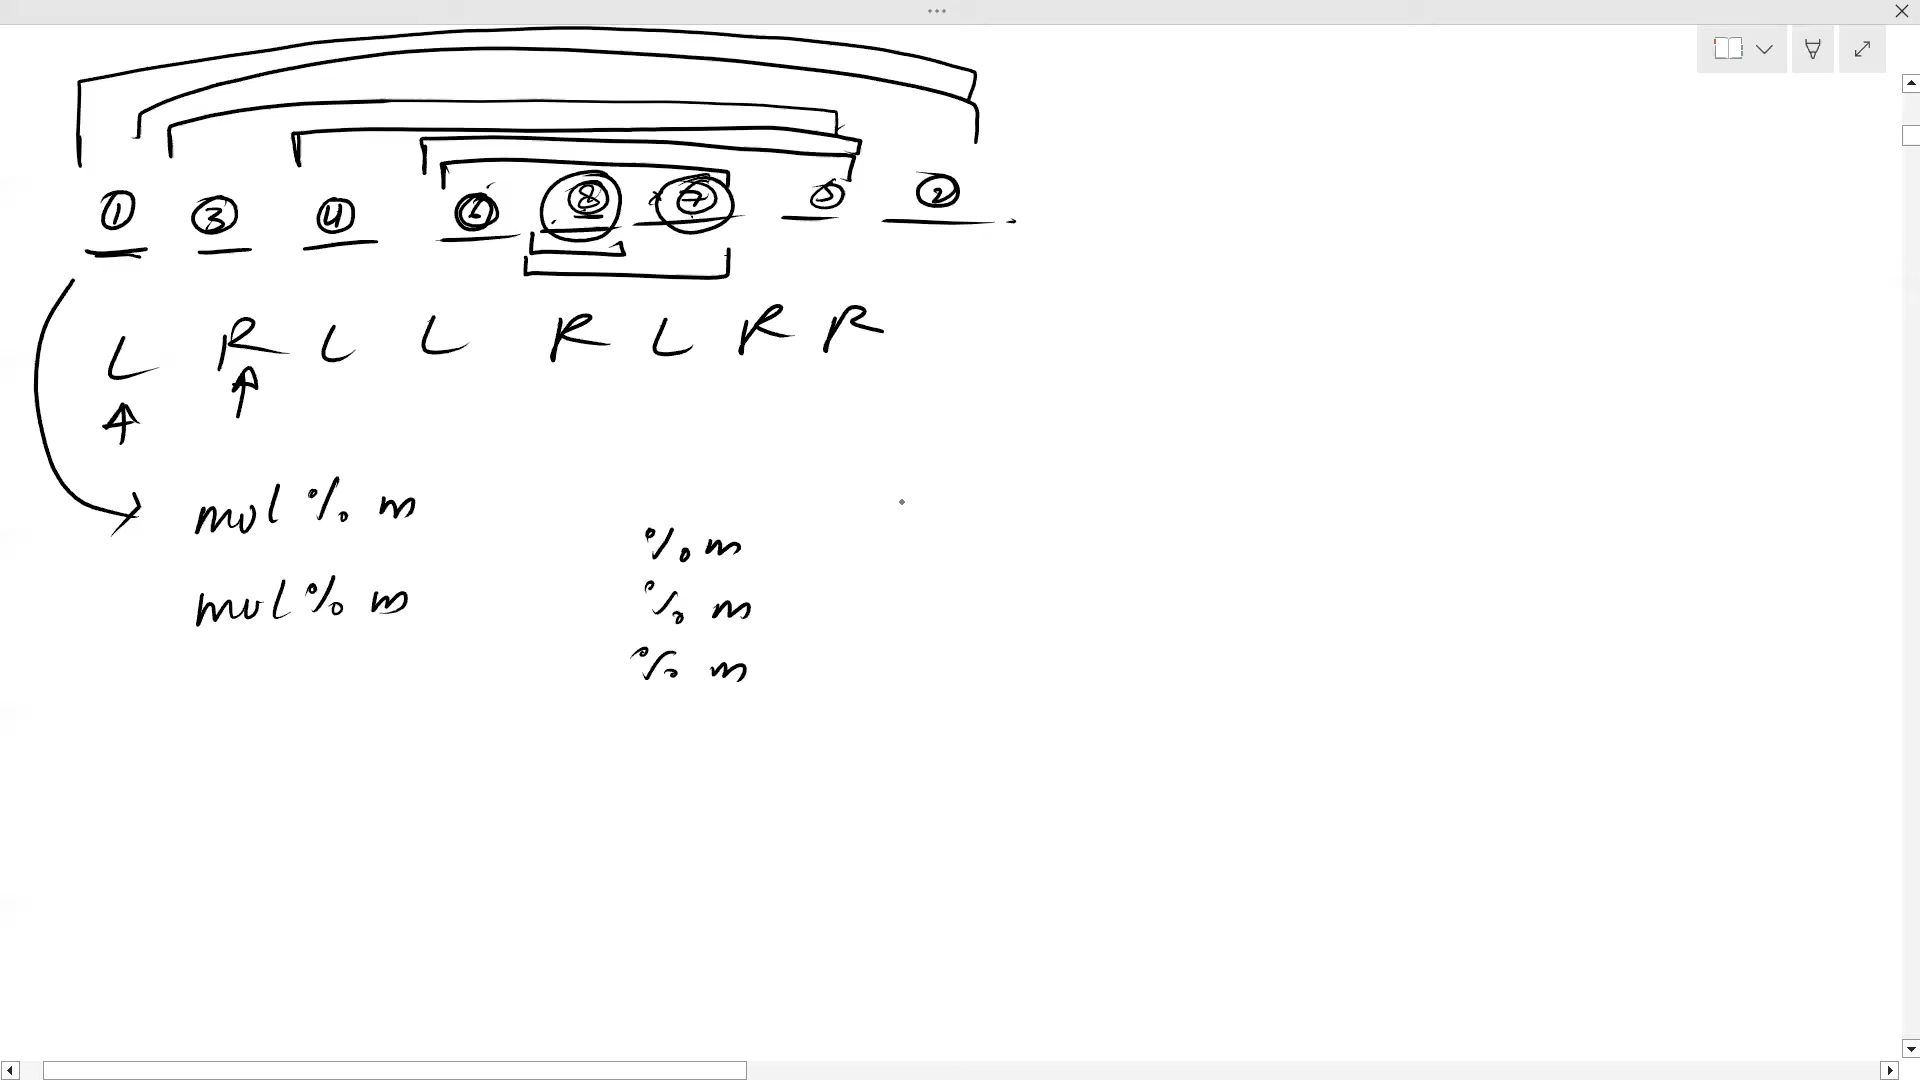 ① ③ ④ ⑥ ⑧ ⑦ ⑤ ②
L R L L R L R R
mul % m
% m
mul % m
% m
% m